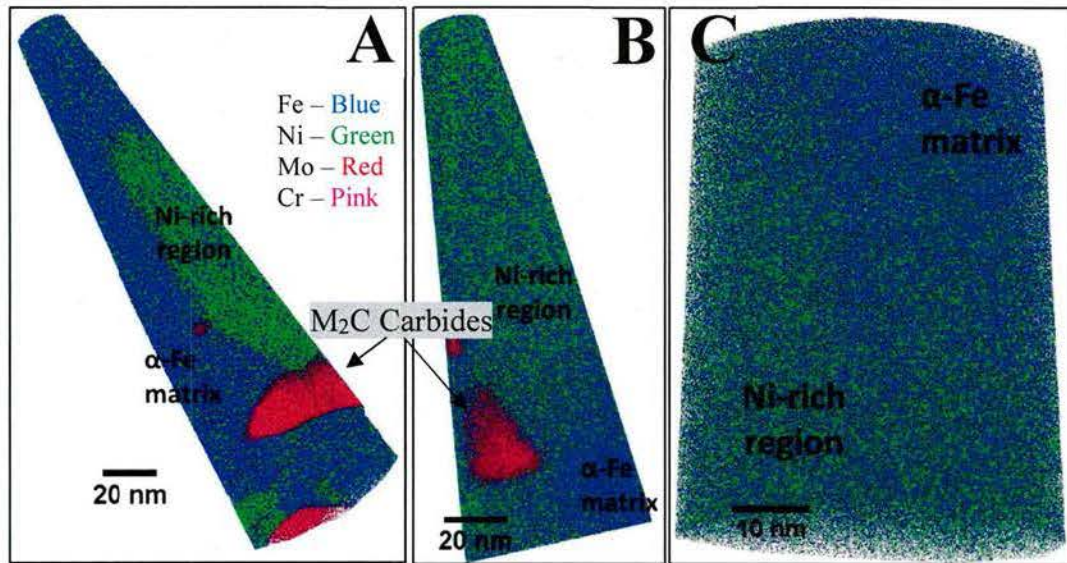 A
Fe – Blue
Ni – Green
Mo – Red
Cr – Pink
Ni-rich
region
α-Fe
matrix
20 nm
B
M₂C Carbides
Ni-rich
region
α-Fe
matrix
20 nm
C
α-Fe
matrix
Ni-rich
region
10 nm